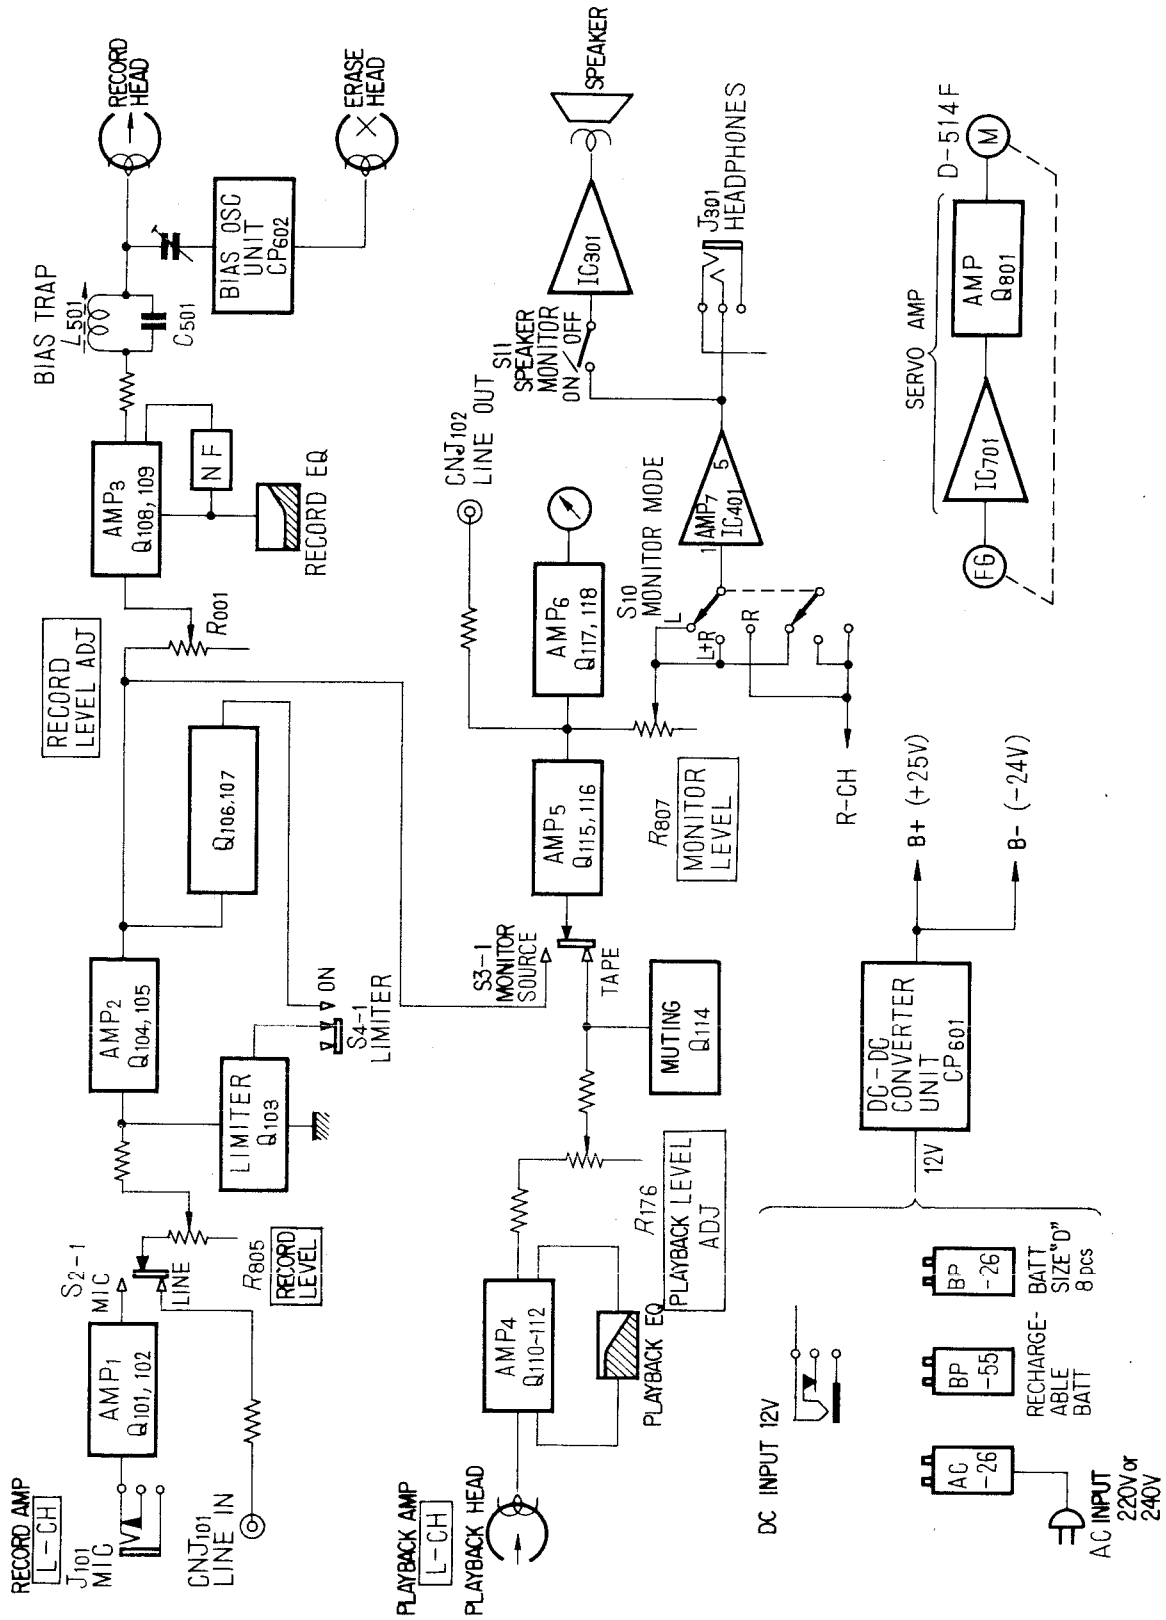 RECORD AMP
L-CH
J101
MIC
AMP1
Q101, 102
S2-1
MIC
LINE
CNJ101
LINE IN
R805
RECORD
LEVEL
LIMITER
Q103
AMP2
Q104, 105
S4-1
LIMITER
ON
Q106,107
RECORD
LEVEL ADJ
R001
AMP3
Q108, 109
NF
RECORD EQ
BIAS TRAP
L501
C501
BIAS OSC
UNIT
CP602
RECORD
HEAD
ERASE
HEAD
PLAYBACK AMP
L-CH
PLAYBACK HEAD
AMP4
Q110~112
PLAYBACK EQ
R176
PLAYBACK LEVEL
ADJ
MUTING
Q114
S3-1
MONITOR
SOURCE
TAPE
AMP5
Q115, 116
R807
MONITOR
LEVEL
AMP6
Q117, 118
CNJ102
LINE OUT
S10
MONITOR MODE
L
L+R
R
R-CH
1
AMP7
5
IC401
S11
SPEAKER
MONITOR
ON/OFF
IC301
SPEAKER
J301
HEADPHONES
DC INPUT 12V
AC
-26
AC INPUT
220V or
240V
BP
-55
RECHARGE-
ABLE
BATT
BP
-26
BATT
SIZE "D"
8 pcs
12V
DC-DC
CONVERTER
UNIT
CP601
B+ (+25V)
B- (-24V)
SERVO AMP
FG
IC701
AMP
Q801
D-514F
M